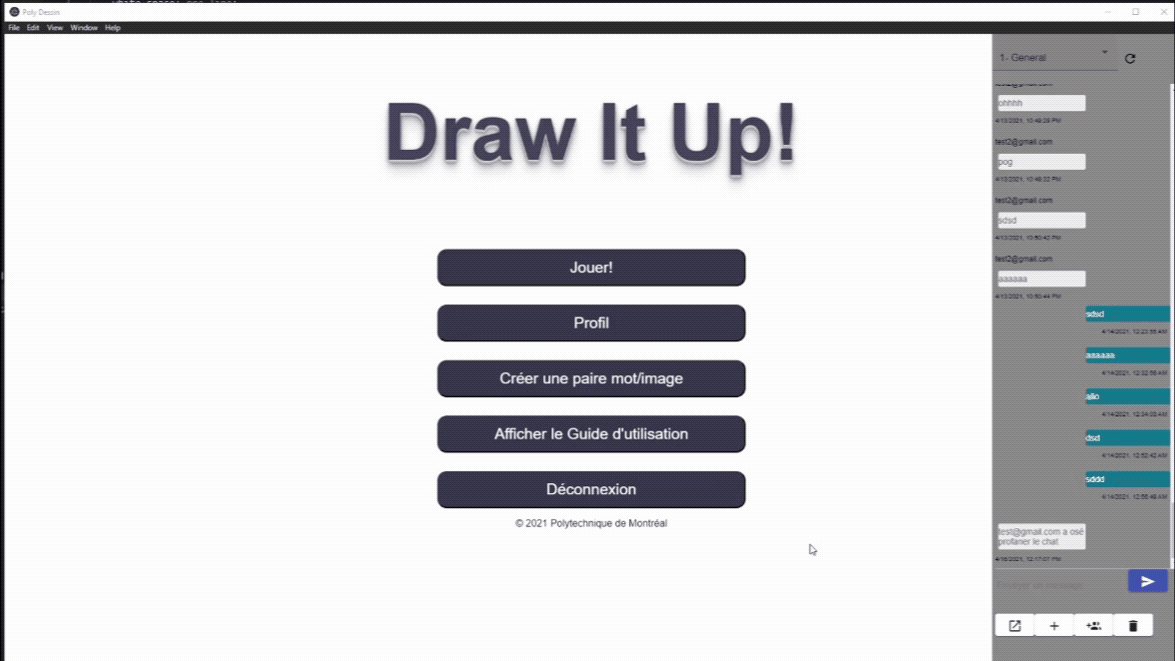 Poly Dessin
File Edit View Window Help
Draw It Up!
Jouer!
Profil
Créer une paire mot/image
Afficher le Guide d'utilisation
Déconnexion
© 2021 Polytechnique de Montréal
1- General
test2@gmail.com
ohhhh
4/13/2021, 10:49:28 PM
test2@gmail.com
pog
4/13/2021, 10:49:32 PM
test2@gmail.com
sdsd
4/13/2021, 10:50:42 PM
test2@gmail.com
aaaaaa
4/13/2021, 10:50:44 PM
sdsd
4/14/2021, 12:23:55 AM
aaaaaa
4/14/2021, 12:32:58 AM
allo
4/14/2021, 12:34:03 AM
dsd
4/14/2021, 12:52:42 AM
sddd
4/14/2021, 12:55:48 AM
test@gmail.com a osé
profaner le chat
4/16/2021, 12:17:07 PM
Envoyer un message